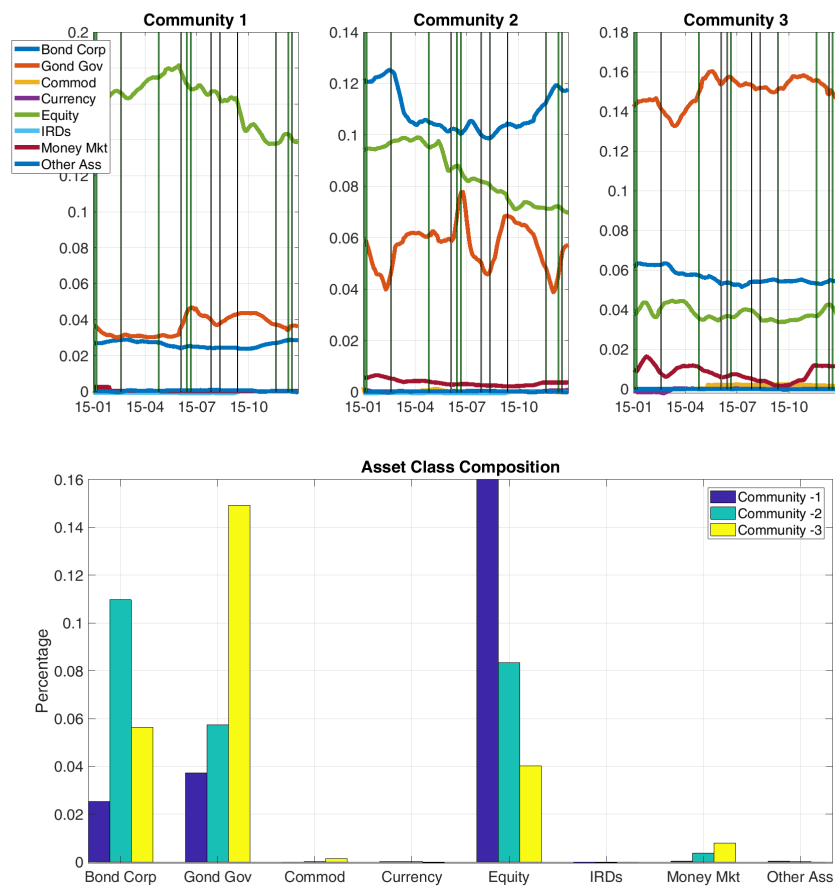 Community 1
Community 2
Community 3
0.2
Bond Corp
Gond Gov
Commod
Currency
Equity
IRDs
Money Mkt
Other Ass
0.12
0.1
0.08
0.06
0.04
0.02
0
15-01 15-04 15-07 15-10
0.14
0.12
0.1
0.08
0.06
0.04
0.02
0
15-01 15-04 15-07 15-10
0.18
0.16
0.14
0.12
0.1
0.08
0.06
0.04
0.02
0
15-01 15-04 15-07 15-10
Asset Class Composition
0.16
0.14
0.12
0.1
0.08
0.06
0.04
0.02
0
Percentage
Community -1
Community -2
Community -3
Bond Corp Gond Gov Commod Currency Equity IRDs Money Mkt Other Ass